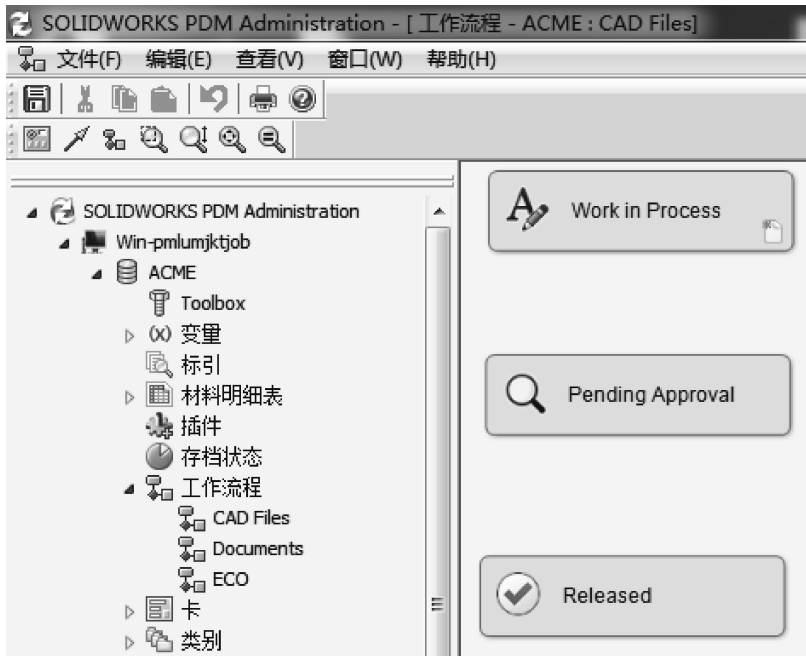 SOLIDWORKS PDM Administration - [ 工作流程 - ACME : CAD Files]
文件(F) 编辑(E) 查看(V) 窗口(W) 帮助(H)
SOLIDWORKS PDM Administration
Win-pmlumjktjob
ACME
Toolbox
(x) 变量
标引
材料明细表
插件
存档状态
工作流程
CAD Files
Documents
ECO
卡
类别
Work in Process
Pending Approval
Released